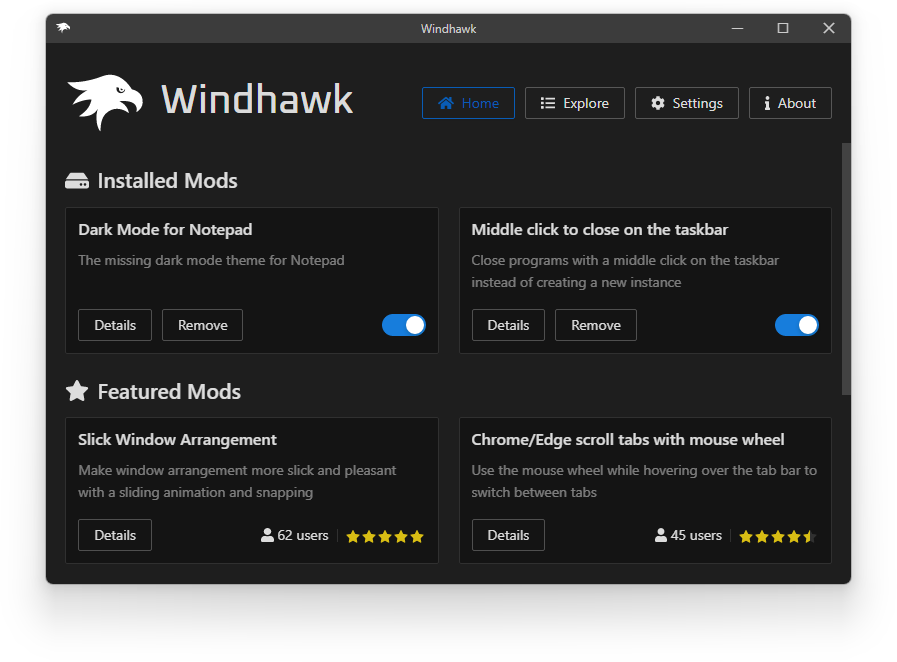 Windhawk
Windhawk
Home
Explore
Settings
About
Installed Mods
Dark Mode for Notepad
The missing dark mode theme for Notepad
Details
Remove
Middle click to close on the taskbar
Close programs with a middle click on the taskbar
instead of creating a new instance
Details
Remove
Featured Mods
Slick Window Arrangement
Make window arrangement more slick and pleasant
with a sliding animation and snapping
Details
62 users
Chrome/Edge scroll tabs with mouse wheel
Use the mouse wheel while hovering over the tab bar to
switch between tabs
Details
45 users